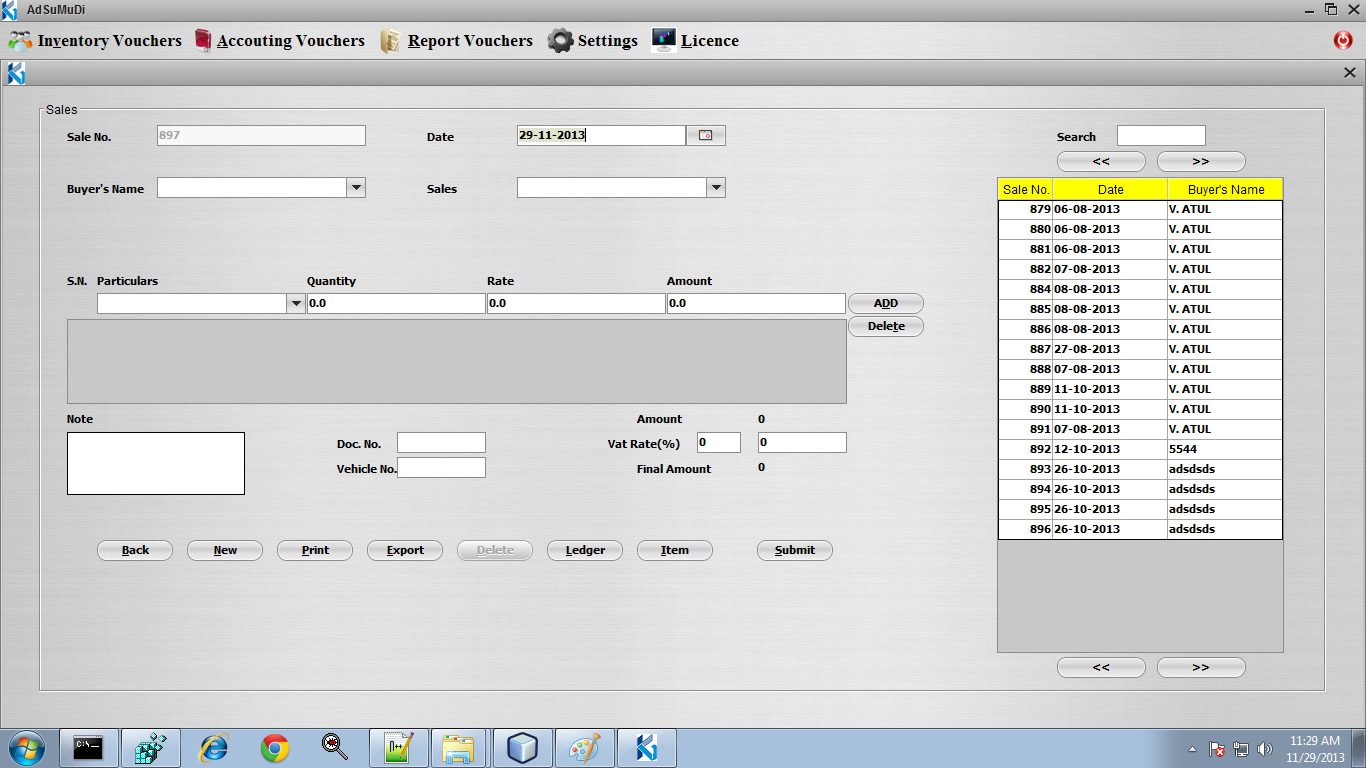 AdSuMuDi
Inventory Vouchers Accouting Vouchers Report Vouchers Settings Licence
Sales
Sale No. 897 Date 29-11-2013 Search
<< >>
Buyer's Name Sales
Sale No. Date Buyer's Name
879 06-08-2013 V. ATUL
880 06-08-2013 V. ATUL
881 06-08-2013 V. ATUL
882 07-08-2013 V. ATUL
884 08-08-2013 V. ATUL
885 08-08-2013 V. ATUL
886 08-08-2013 V. ATUL
887 27-08-2013 V. ATUL
888 07-08-2013 V. ATUL
889 11-10-2013 V. ATUL
890 11-10-2013 V. ATUL
891 07-08-2013 V. ATUL
892 12-10-2013 5544
893 26-10-2013 adsdsds
894 26-10-2013 adsdsds
895 26-10-2013 adsdsds
896 26-10-2013 adsdsds
<< >>
S.N. Particulars Quantity Rate Amount
0.0 0.0 0.0 ADD
Delete
Note Amount 0
Doc. No. Vat Rate(%) 0 0
Vehicle No. Final Amount 0
Back New Print Export Delete Ledger Item Submit
C:\_
11:29 AM
11/29/2013